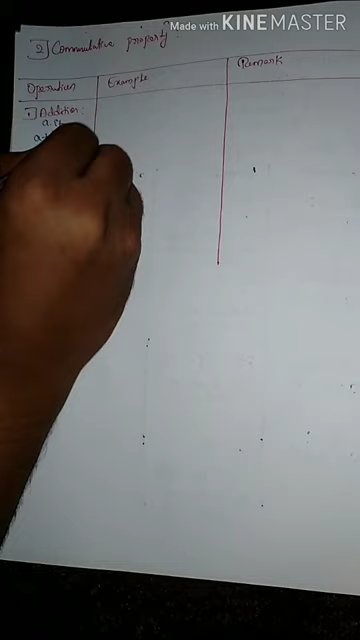 Made with KINEMASTER
2] Commutative property
Operation Example Remark
1] Addition: